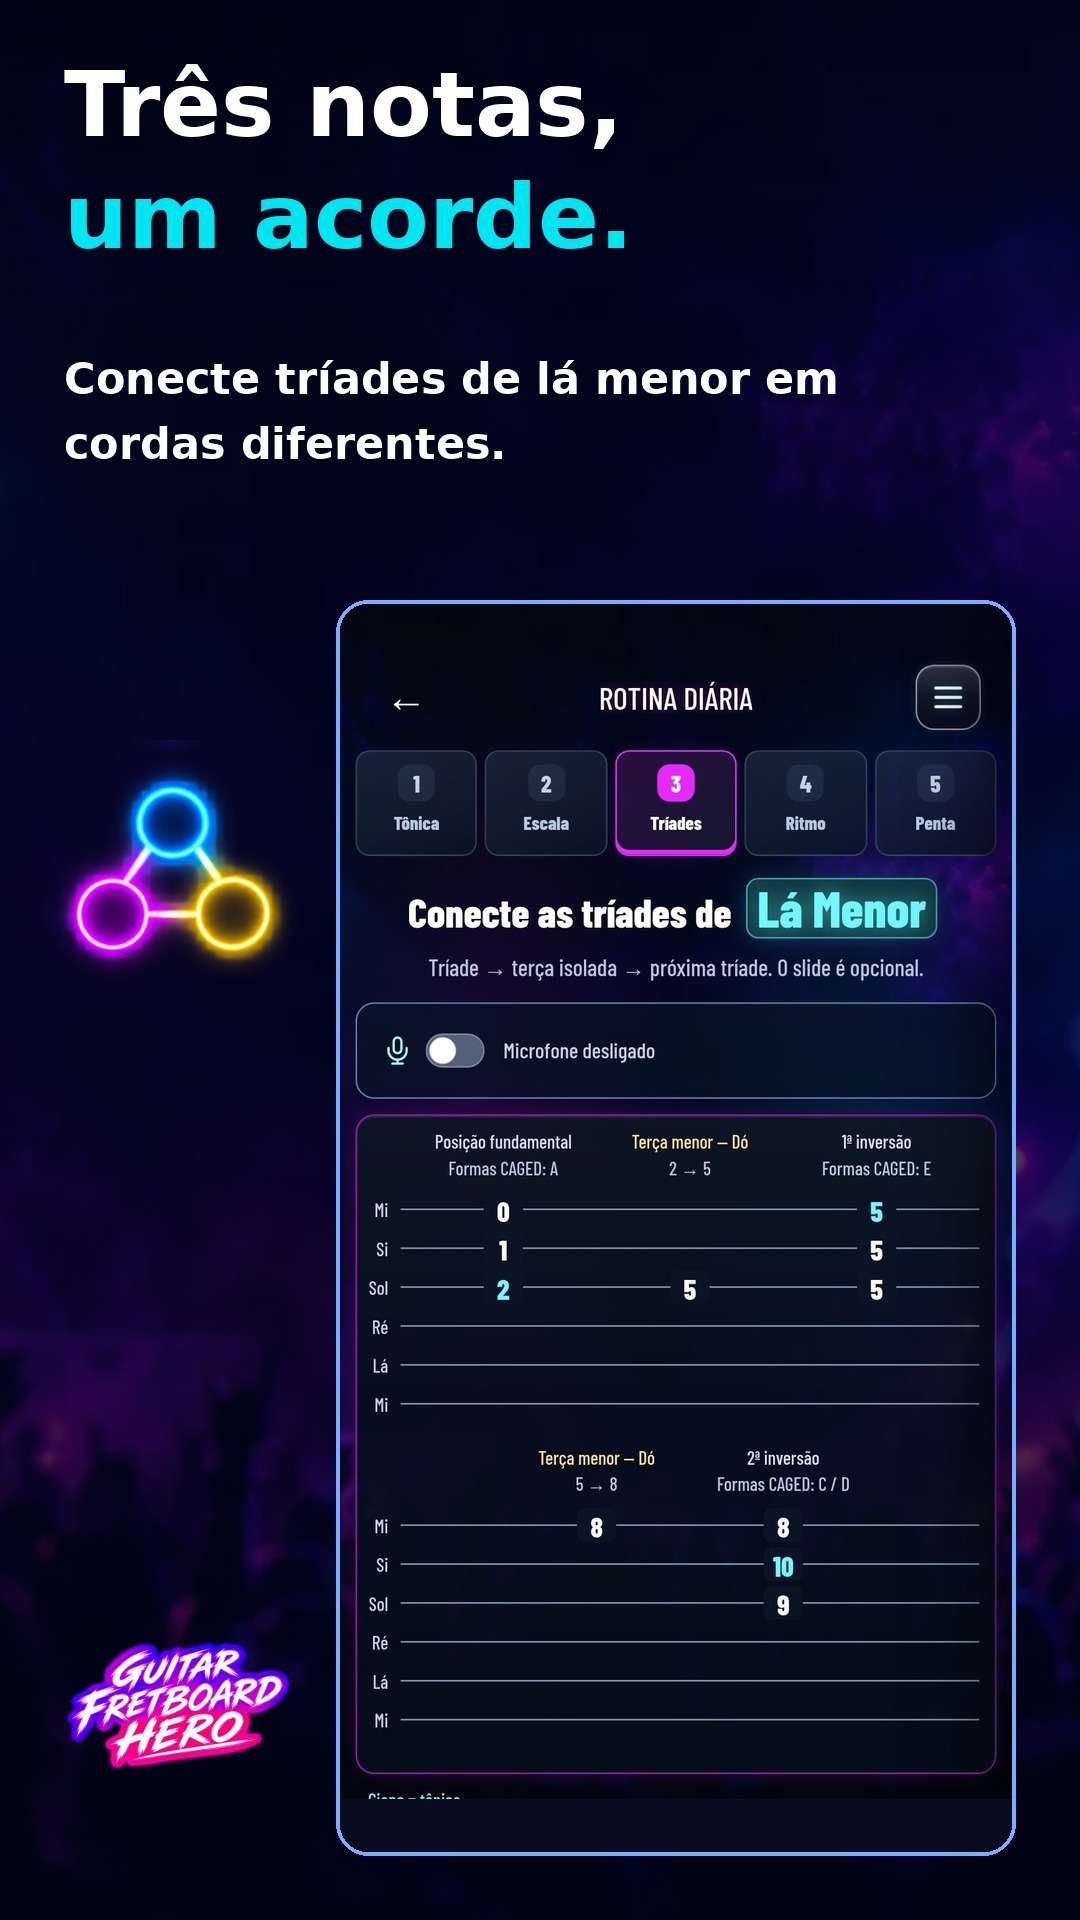 Três notas,
um acorde.
Conecte tríades de lá menor em
cordas diferentes.
← ROTINA DIÁRIA
1 2 3 4 5
Tônica Escala Tríades Ritmo Penta
Conecte as tríades de Lá Menor
Tríade → terça isolada → próxima tríade. O slide é opcional.
Microfone desligado
Posição fundamental Terça menor – Dó 1ª inversão
Formas CAGED: A 2 → 5 Formas CAGED: E
Mi 0 5
Si 1 5
Sol 2 5 5
Ré
Lá
Mi
Terça menor – Dó 2ª inversão
5 → 8 Formas CAGED: C / D
Mi 8 8
Si 10
Sol 9
Ré
Lá
Mi
GUITAR
FRETBOARD
HERO